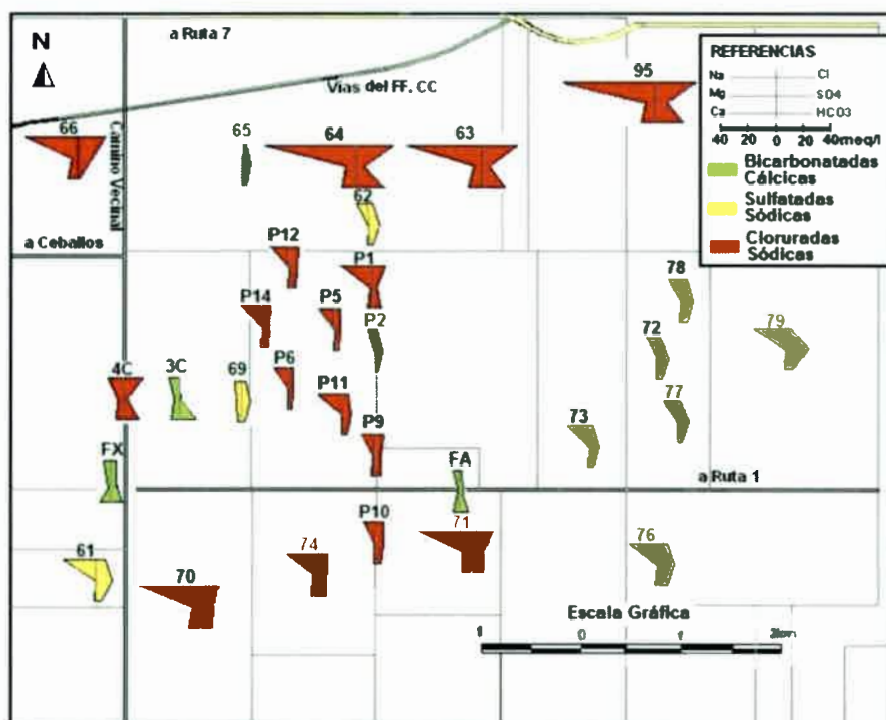 N
a Ruta 7
Vias del FF. CC
95
REFERENCIAS
Na Cl
Mg SO4
Ca HCO3
40 20 0 20 40meq/l
Bicarbonatadas
Cálcicas
Sulfatadas
Sódicas
Cloruradas
Sódicas
66
Camino Vecinal
65
64
63
62
a Ceballos
P12
P1
78
P14
P5
P2
79
72
4C
3C
69
P6
P11
77
73
P9
FX
FA
a Ruta 1
P10
71
61
74
76
70
Escala Gráfica
1 0 1 2km